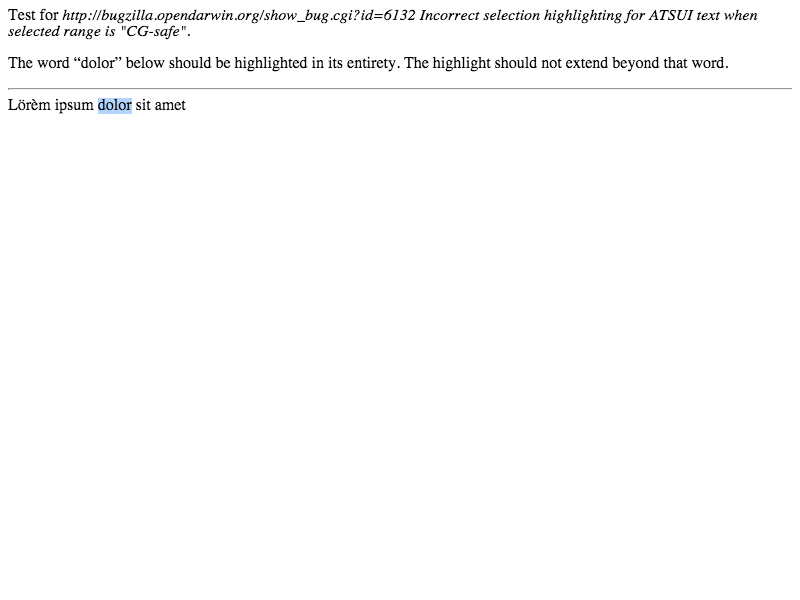 Test for http://bugzilla.opendarwin.org/show_bug.cgi?id=6132 Incorrect selection highlighting for ATSUI text when
selected range is "CG-safe".
The word “dolor” below should be highlighted in its entirety. The highlight should not extend beyond that word.
Lörèm ipsum dolor sit amet